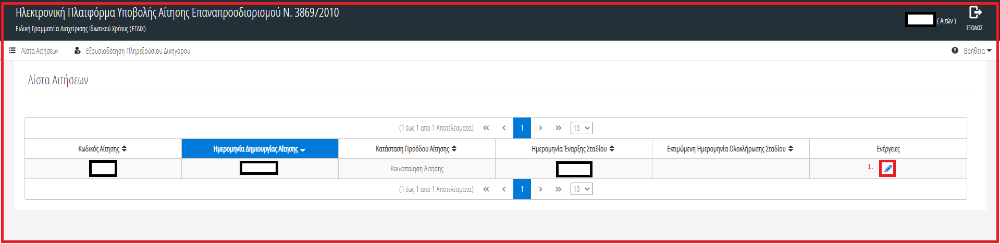 Ηλεκτρονική Πλατφόρμα Υποβολής Αίτησης Επαναπροσδιορισμού Ν. 3869/2010
Ειδική Γραμματεία Διαχείρισης Ιδιωτικού Χρέους (ΕΓΔΙΧ)
( Αιτών )
ΕΞΟΔΟΣ
Λίστα Αιτήσεων Εξουσιοδότηση Πληρεξούσιου Δικηγόρου Βοήθεια
Λίστα Αιτήσεων
(1 έως 1 από 1 Αποτελέσματα) 1 10
Κωδικός Αίτησης Ημερομηνία Δημιουργίας Αίτησης Κατάσταση Προόδου Αίτησης Ημερομηνία Έναρξης Σταδίου Εκτιμώμενη Ημερομηνία Ολοκλήρωσης Σταδίου Ενέργειες
Κοινοποίηση Αίτησης 1.
(1 έως 1 από 1 Αποτελέσματα) 1 10